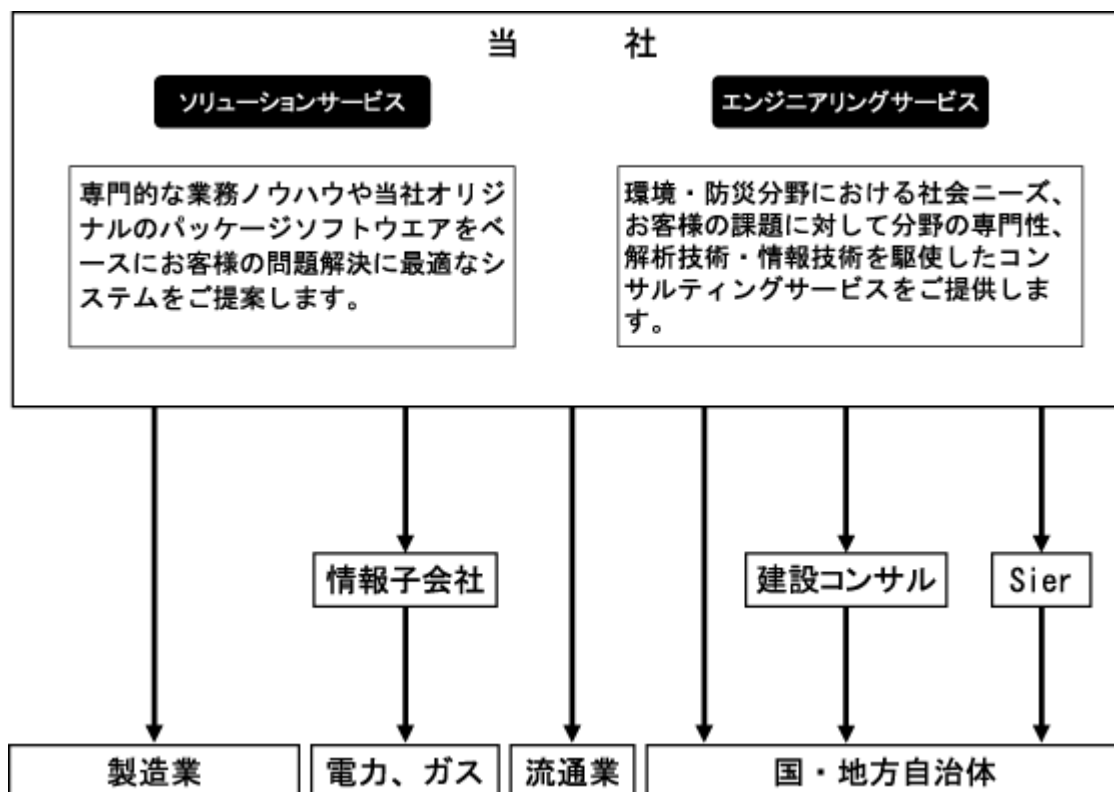 当 社
ソリューションサービス
エンジニアリングサービス
専門的な業務ノウハウや当社オリジ
ナルのパッケージソフトウエアをベ
ースにお客様の問題解決に最適なシ
ステムをご提案します。
環境・防災分野における社会ニーズ、
お客様の課題に対して分野の専門性、
解析技術・情報技術を駆使したコン
サルティングサービスをご提供しま
す。
情報子会社
建設コンサル
Sier
製造業
電力、ガス
流通業
国・地方自治体